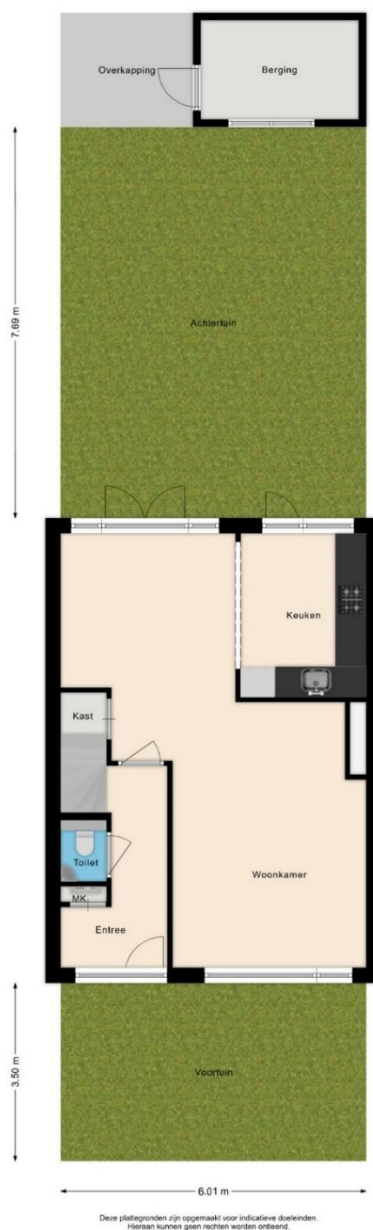 Overkapping
Berging
7.69 m
Achtertuin
Keuken
Kast
Toilet
Woonkamer
MK
Entree
3.50 m
Voortuin
6.01 m
Deze plattegronden zijn opgemaakt voor indicatieve doeleinden.
Hieraan kunnen geen rechten worden ontleend.